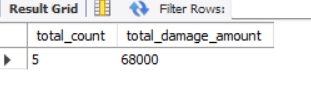 Result Grid Filter Rows:
total_count total_damage_amount
5 68000